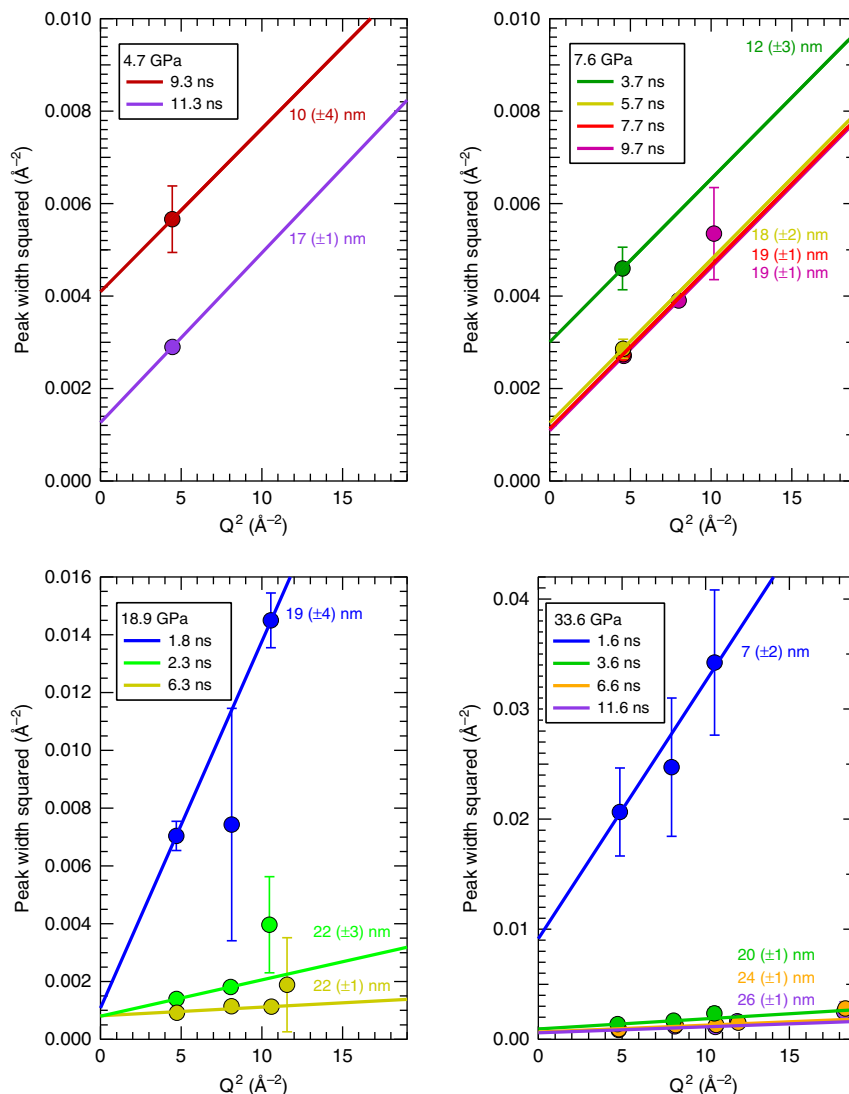 0.010
0.008
0.006
0.004
0.002
0.000
Peak width squared (Å⁻²)
4.7 GPa
9.3 ns
11.3 ns
10 (±4) nm
17 (±1) nm
0
5
10
15
Q² (Å⁻²)
0.010
0.008
0.006
0.004
0.002
0.000
Peak width squared (Å⁻²)
7.6 GPa
3.7 ns
5.7 ns
7.7 ns
9.7 ns
12 (±3) nm
18 (±2) nm
19 (±1) nm
19 (±1) nm
0
5
10
15
Q² (Å⁻²)
0.016
0.014
0.012
0.010
0.008
0.006
0.004
0.002
0.000
Peak width squared (Å⁻²)
18.9 GPa
1.8 ns
2.3 ns
6.3 ns
19 (±4) nm
22 (±3) nm
22 (±1) nm
0
5
10
15
Q² (Å⁻²)
0.04
0.03
0.02
0.01
0.00
Peak width squared (Å⁻²)
33.6 GPa
1.6 ns
3.6 ns
6.6 ns
11.6 ns
7 (±2) nm
20 (±1) nm
24 (±1) nm
26 (±1) nm
0
5
10
15
Q² (Å⁻²)